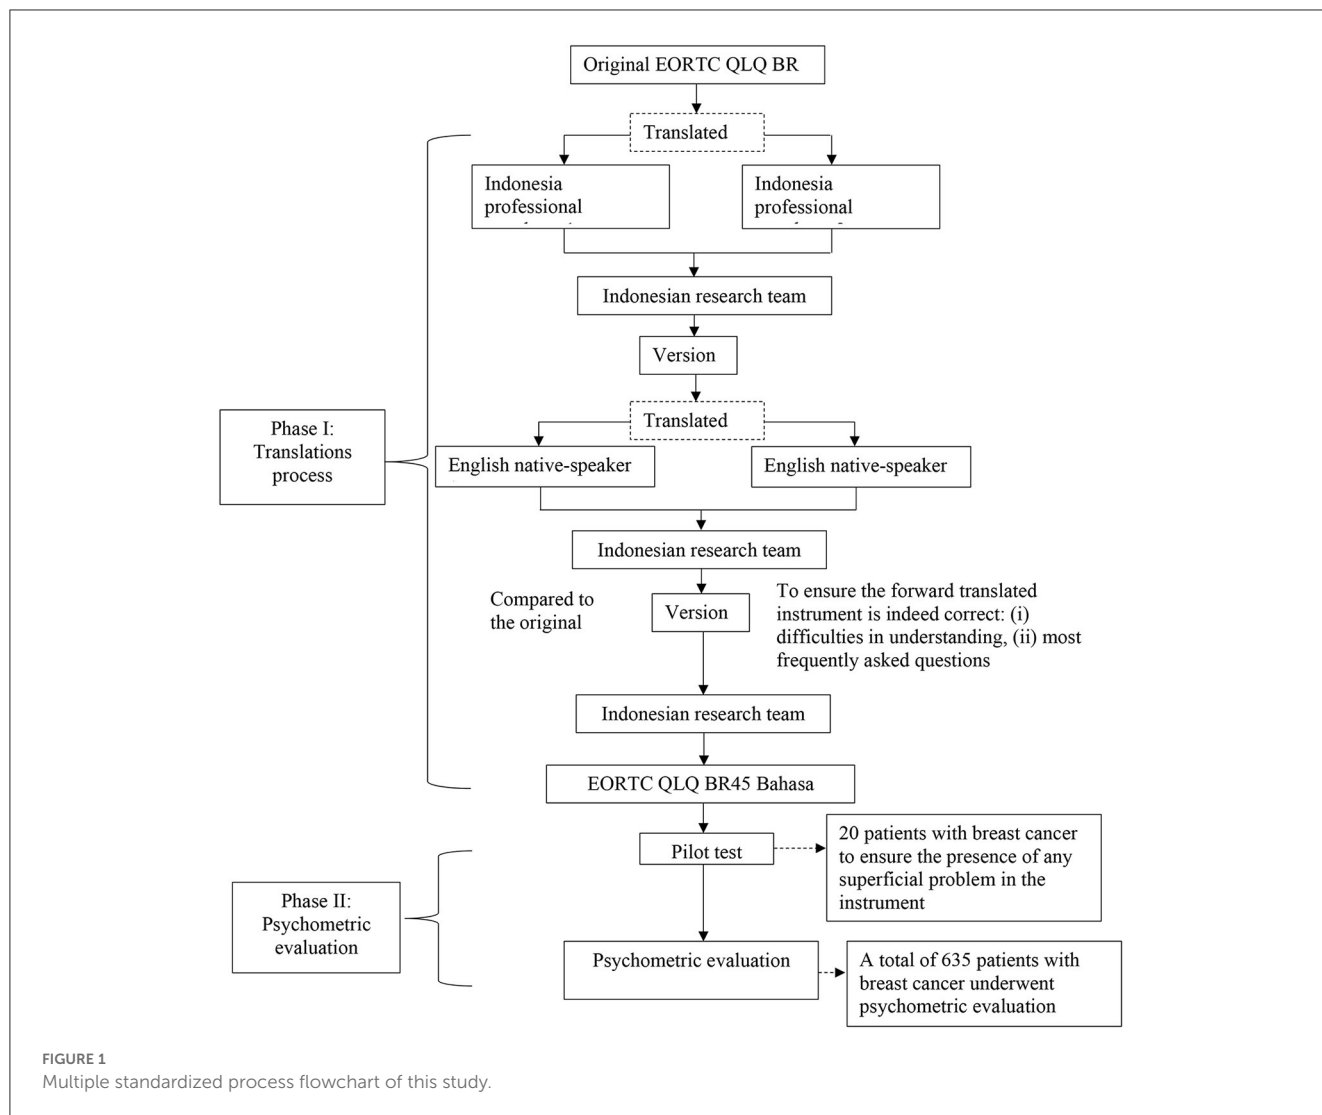 Original EORTC QLQ BR
Translated
Indonesia
professional
Indonesia
professional
Indonesian research team
Version
Translated
English native-speaker
English native-speaker
Indonesian research team
Compared to
the original
Version
To ensure the forward translated
instrument is indeed correct: (i)
difficulties in understanding, (ii) most
frequently asked questions
Indonesian research team
EORTC QLQ BR45 Bahasa
Phase I:
Translations
process
Pilot test
20 patients with breast cancer
to ensure the presence of any
superficial problem in the
instrument
Phase II:
Psychometric
evaluation
Psychometric evaluation
A total of 635 patients with
breast cancer underwent
psychometric evaluation
FIGURE 1
Multiple standardized process flowchart of this study.